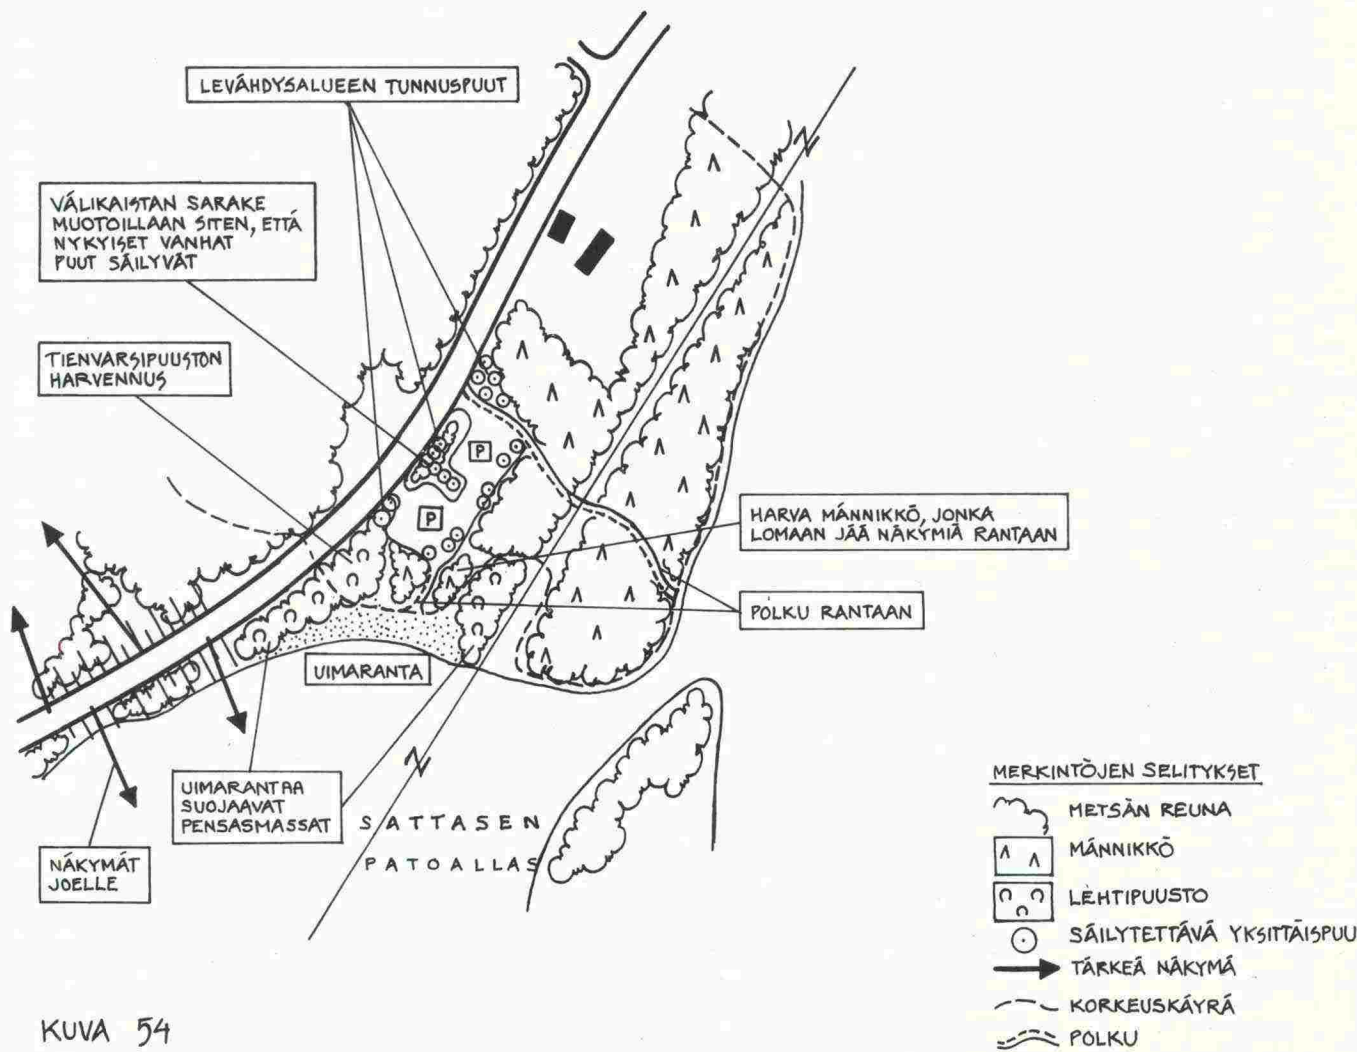 LEVÄHDYSALUEEN TUNNUSPUUT
VÄLIKAISTAN SARAKE
MUOTOILLAAN SITEN, ETTÄ
NYKYISET VANHAT
PUUT SÄILYVÄT
TIENVARSIPUUSTON
HARVENNUS
P
P
HARVA MÄNNIKKÖ, JONKA
LOMAAN JÄÄ NÄKYMIÄ RANTAAN
POLKU RANTAAN
UIMARANTA
UIMARANTAA
SUOJAAVAT
PENSASMASSAT
NÄKYMÄT
JOELLE
SATTASEN
PATOALLAS
MERKINTÖJEN SELITYKSET
METSÄN REUNA
MÄNNIKKÖ
LEHTIPUUSTO
SÄILYTETTÄVÄ YKSITTÄISPUU
TÄRKEÄ NÄKYMÄ
KORKEUSKÄYRÄ
POLKU
KUVA 54